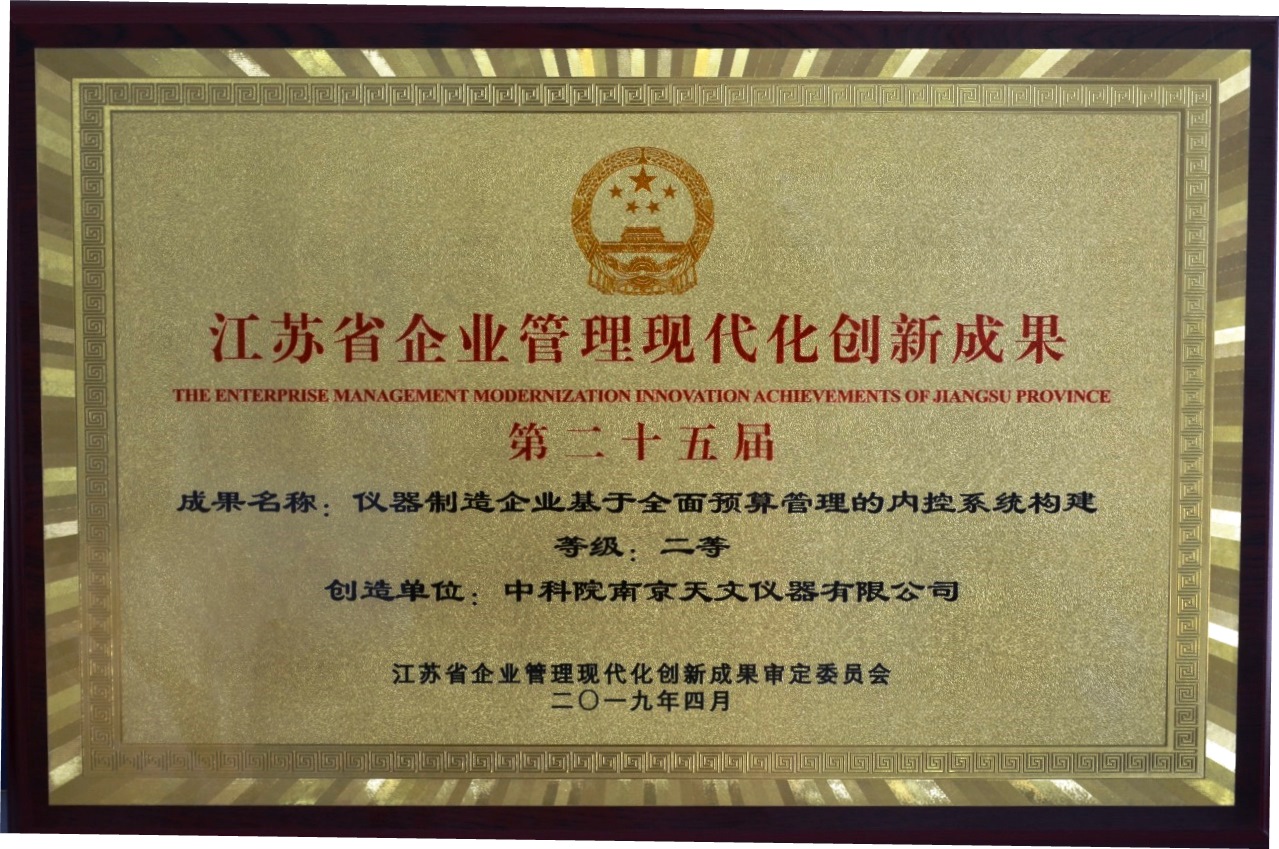 江苏省企业管理现代化创新成果
THE ENTERPRISE MANAGEMENT MODERNIZATION INNOVATION ACHIEVEMENTS OF JIANGSU PROVINCE
第二十五届
成果名称：仪器制造企业基于全面预算管理的内控系统构建
等级：二等
创造单位：中科院南京天文仪器有限公司
江苏省企业管理现代化创新成果审定委员会
二〇一九年四月